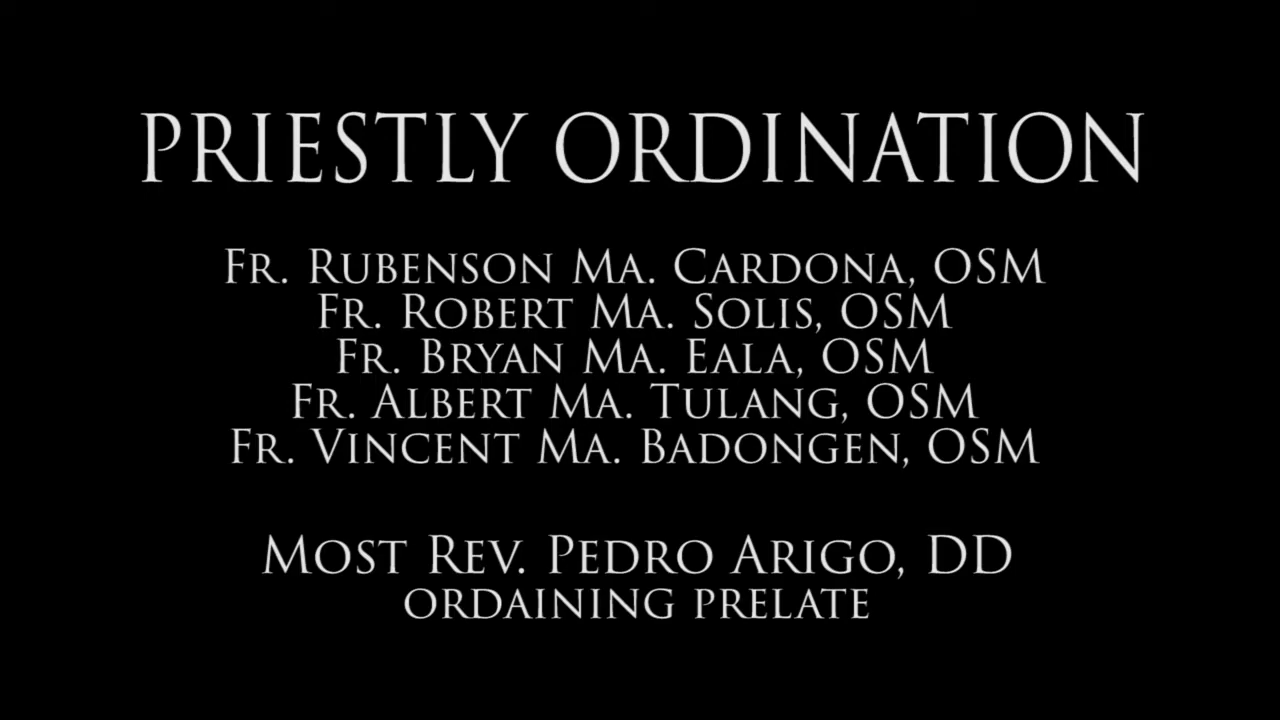 PRIESTLY ORDINATION
FR. RUBENSON MA. CARDONA, OSM
FR. ROBERT MA. SOLIS, OSM
FR. BRYAN MA. EALA, OSM
FR. ALBERT MA. TULANG, OSM
FR. VINCENT MA. BADONGEN, OSM
MOST REV. PEDRO ARIGO, DD
ORDAINING PRELATE